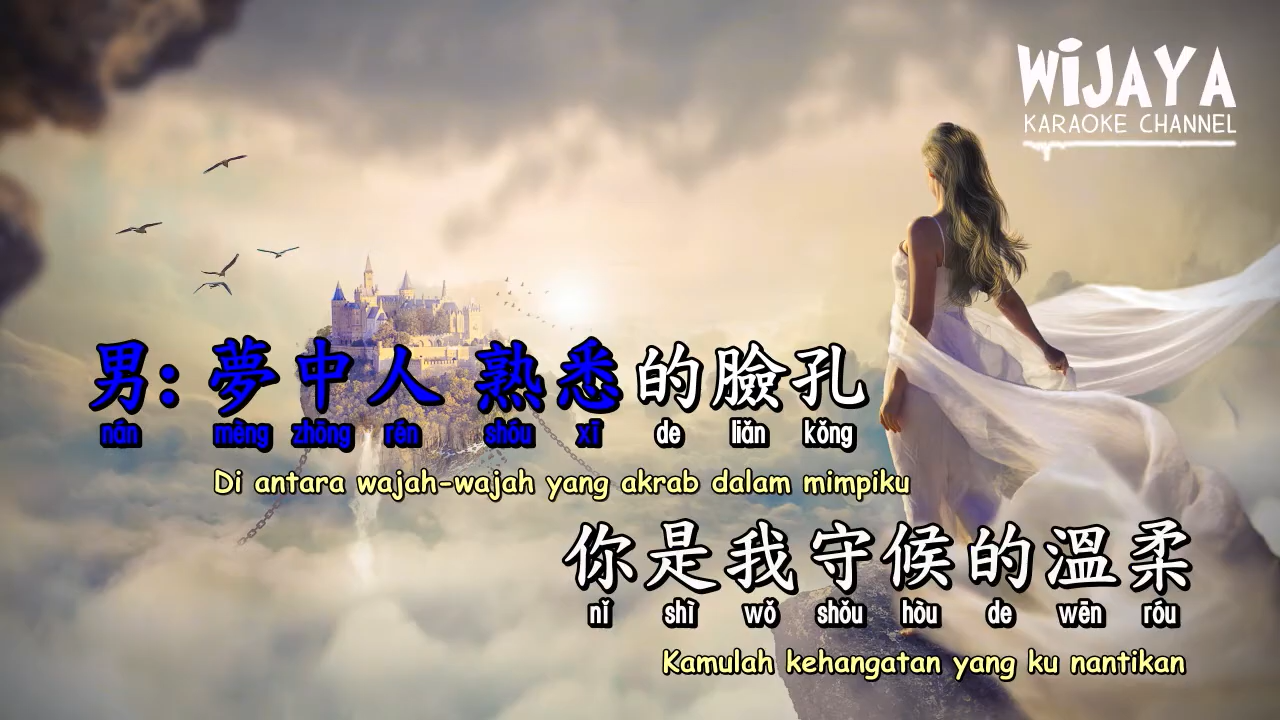 WiJAYA
KARAOKE CHANNEL
男: 夢中人 熟悉的臉孔
nán mèng zhōng rén shóu xī de liǎn kǒng
Di antara wajah-wajah yang akrab dalam mimpiku
你是我守候的溫柔
nǐ shì wǒ shǒu hòu de wēn róu
Kamulah kehangatan yang ku nantikan